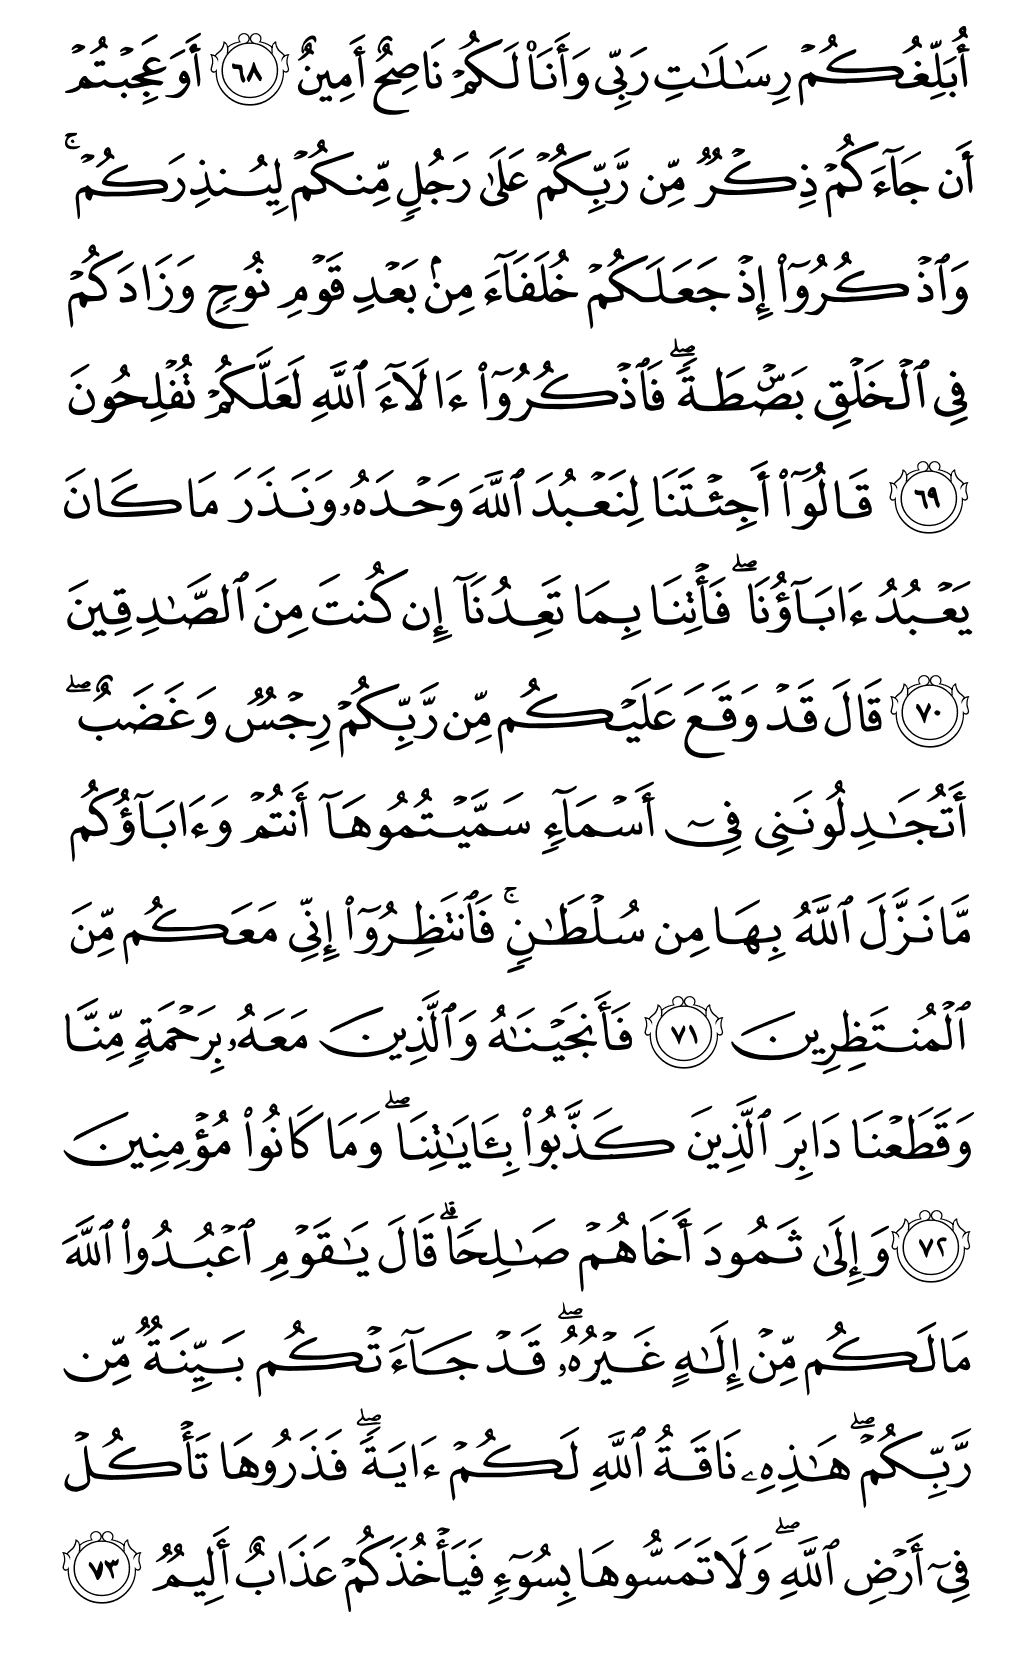 أُبَلِّغُكُمْ رِسَٰلَٰتِ رَبِّى وَأَنَا۠ لَكُمْ نَاصِحٌ أَمِينٌ ٦٨ أَوَعَجِبْتُمْ
أَن جَآءَكُمْ ذِكْرٌ مِّن رَّبِّكُمْ عَلَىٰ رَجُلٍ مِّنكُمْ لِيُنذِرَكُمْ ۚ
وَٱذْكُرُوٓا۟ إِذْ جَعَلَكُمْ خُلَفَآءَ مِنۢ بَعْدِ قَوْمِ نُوحٍ وَزَادَكُمْ
فِى ٱلْخَلْقِ بَصْۜطَةً ۖ فَٱذْكُرُوٓا۟ ءَالَآءَ ٱللَّهِ لَعَلَّكُمْ تُفْلِحُونَ
٦٩ قَالُوٓا۟ أَجِئْتَنَا لِنَعْبُدَ ٱللَّهَ وَحْدَهُۥ وَنَذَرَ مَا كَانَ
يَعْبُدُ ءَابَآؤُنَا ۖ فَأْتِنَا بِمَا تَعِدُنَآ إِن كُنتَ مِنَ ٱلصَّٰدِقِينَ
٧٠ قَالَ قَدْ وَقَعَ عَلَيْكُم مِّن رَّبِّكُمْ رِجْسٌ وَغَضَبٌ ۖ
أَتُجَٰدِلُونَنِى فِىٓ أَسْمَآءٍ سَمَّيْتُمُوهَآ أَنتُمْ وَءَابَآؤُكُم
مَّا نَزَّلَ ٱللَّهُ بِهَا مِن سُلْطَٰنٍ ۚ فَٱنتَظِرُوٓا۟ إِنِّى مَعَكُم مِّنَ
ٱلْمُنتَظِرِينَ ٧١ فَأَنجَيْنَٰهُ وَٱلَّذِينَ مَعَهُۥ بِرَحْمَةٍ مِّنَّا
وَقَطَعْنَا دَابِرَ ٱلَّذِينَ كَذَّبُوا۟ بِـَٔايَٰتِنَا ۖ وَمَا كَانُوا۟ مُؤْمِنِينَ
٧٢ وَإِلَىٰ ثَمُودَ أَخَاهُمْ صَٰلِحًا ۗ قَالَ يَٰقَوْمِ ٱعْبُدُوا۟ ٱللَّهَ
مَا لَكُم مِّنْ إِلَٰهٍ غَيْرُهُۥ ۖ قَدْ جَآءَتْكُم بَيِّنَةٌ مِّن
رَّبِّكُمْ ۖ هَٰذِهِۦ نَاقَةُ ٱللَّهِ لَكُمْ ءَايَةً ۖ فَذَرُوهَا تَأْكُلْ
فِىٓ أَرْضِ ٱللَّهِ ۖ وَلَا تَمَسُّوهَا بِسُوٓءٍ فَيَأْخُذَكُمْ عَذَابٌ أَلِيمٌ ٧٣